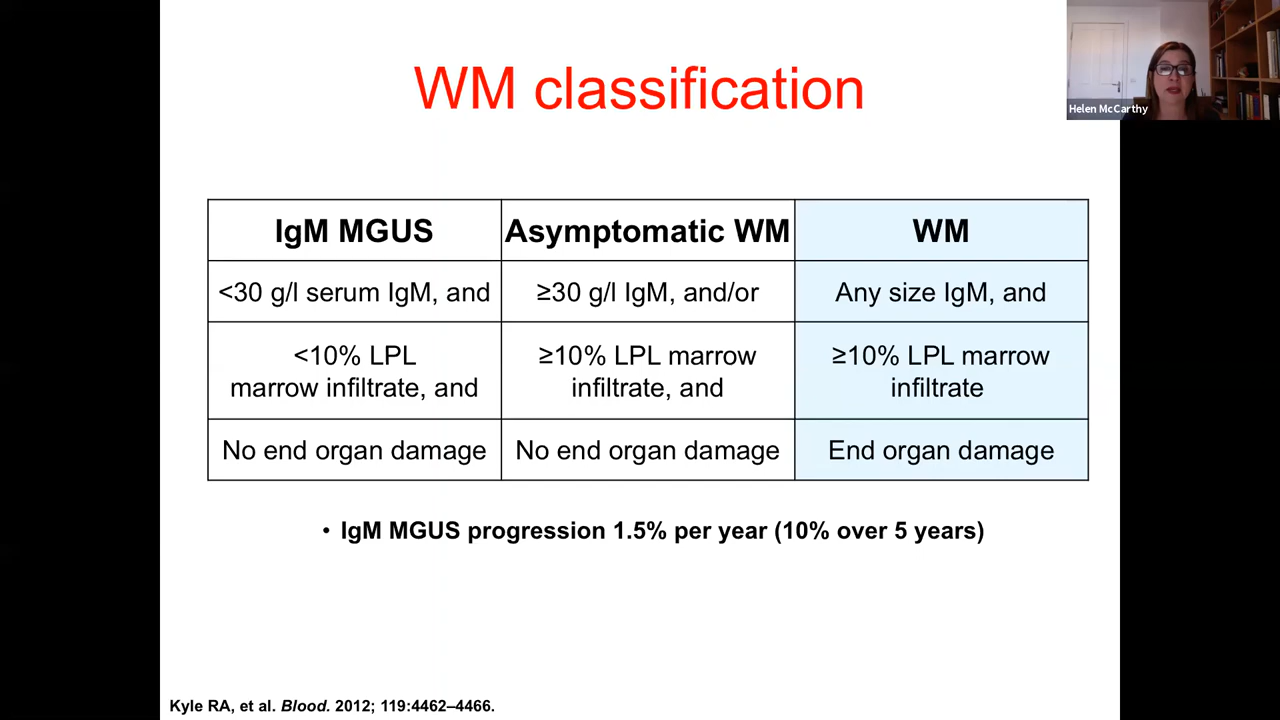 WM classification
Helen McCarthy
IgM MGUS
Asymptomatic WM
WM
<30 g/l serum IgM, and
≥30 g/l IgM, and/or
Any size IgM, and
<10% LPL
marrow infiltrate, and
≥10% LPL marrow
infiltrate, and
≥10% LPL marrow
infiltrate
No end organ damage
No end organ damage
End organ damage
• IgM MGUS progression 1.5% per year (10% over 5 years)
Kyle RA, et al. Blood. 2012; 119:4462–4466.